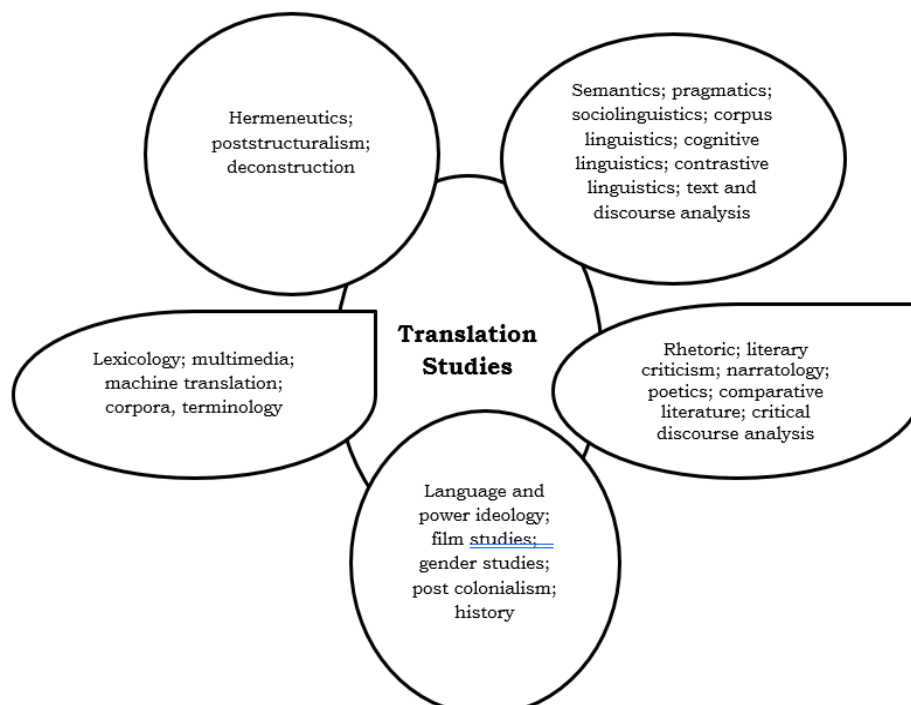 Hermeneutics;
poststructuralism;
deconstruction
Semantics; pragmatics;
sociolinguistics; corpus
linguistics; cognitive
linguistics; contrastive
linguistics; text and
discourse analysis
Translation
Studies
Lexicology; multimedia;
machine translation;
corpora, terminology
Rhetoric; literary
criticism; narratology;
poetics; comparative
literature; critical
discourse analysis
Language and
power ideology;
film studies;
gender studies;
post colonialism;
history